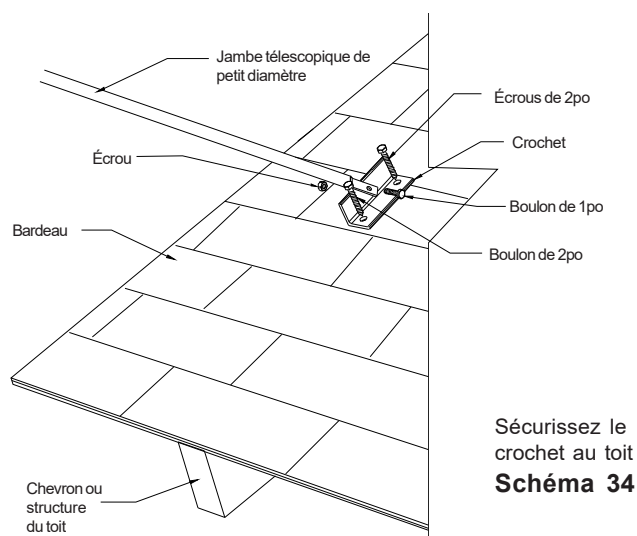 Jambe télescopique de
petit diamètre
Écrous de 2po
Crochet
Écrou
Boulon de 1po
Bardeau
Boulon de 2po
Sécurissez le
crochet au toit
Schéma 34
Chevron ou
structure
du toit